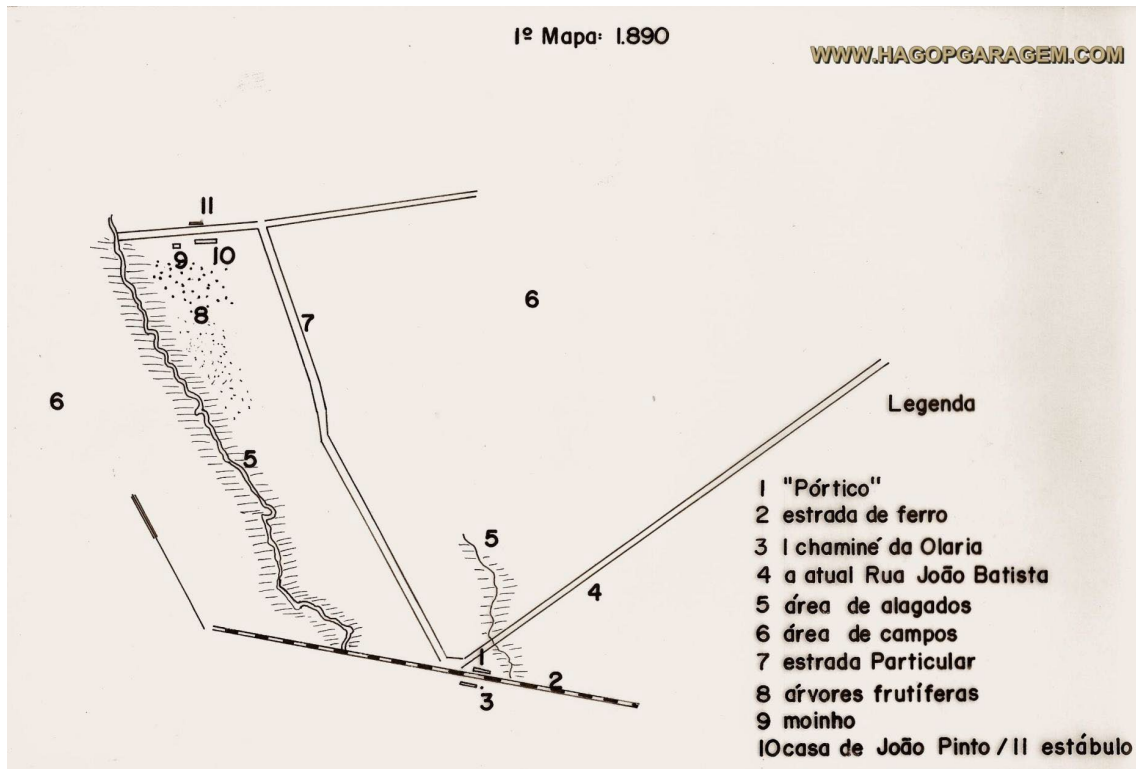 1º Mapa: 1.890
WWW.HAGOPGARAGEM.COM
11
9
10
8
7
6
6
5
5
4
1
2
3
Legenda
1 "Pórtico"
2 estrada de ferro
3 1 chaminé da Olaria
4 a atual Rua João Batista
5 área de alagados
6 área de campos
7 estrada Particular
8 árvores frutíferas
9 moinho
10 casa de João Pinto / 11 estábulo